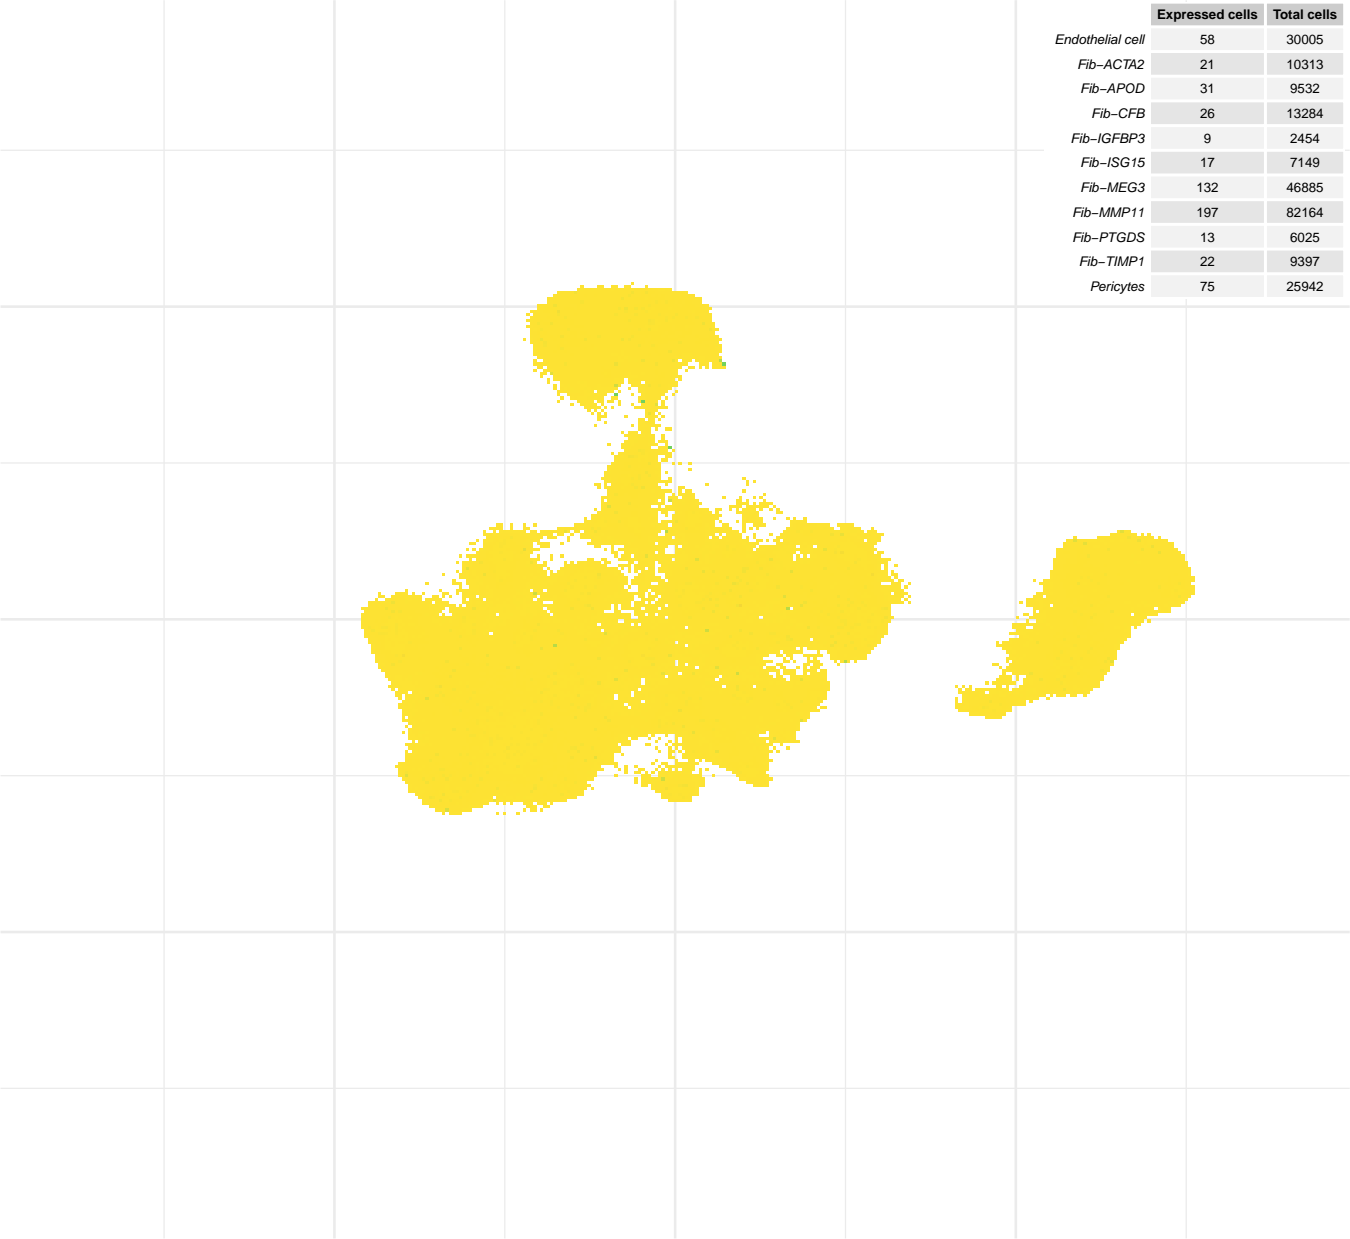 Expressed cells Total cells
Endothelial cell 58 30005
Fib−ACTA2 21 10313
Fib−APOD 31 9532
Fib−CFB 26 13284
Fib−IGFBP3 9 2454
Fib−ISG15 17 7149
Fib−MEG3 132 46885
Fib−MMP11 197 82164
Fib−PTGDS 13 6025
Fib−TIMP1 22 9397
Pericytes 75 25942